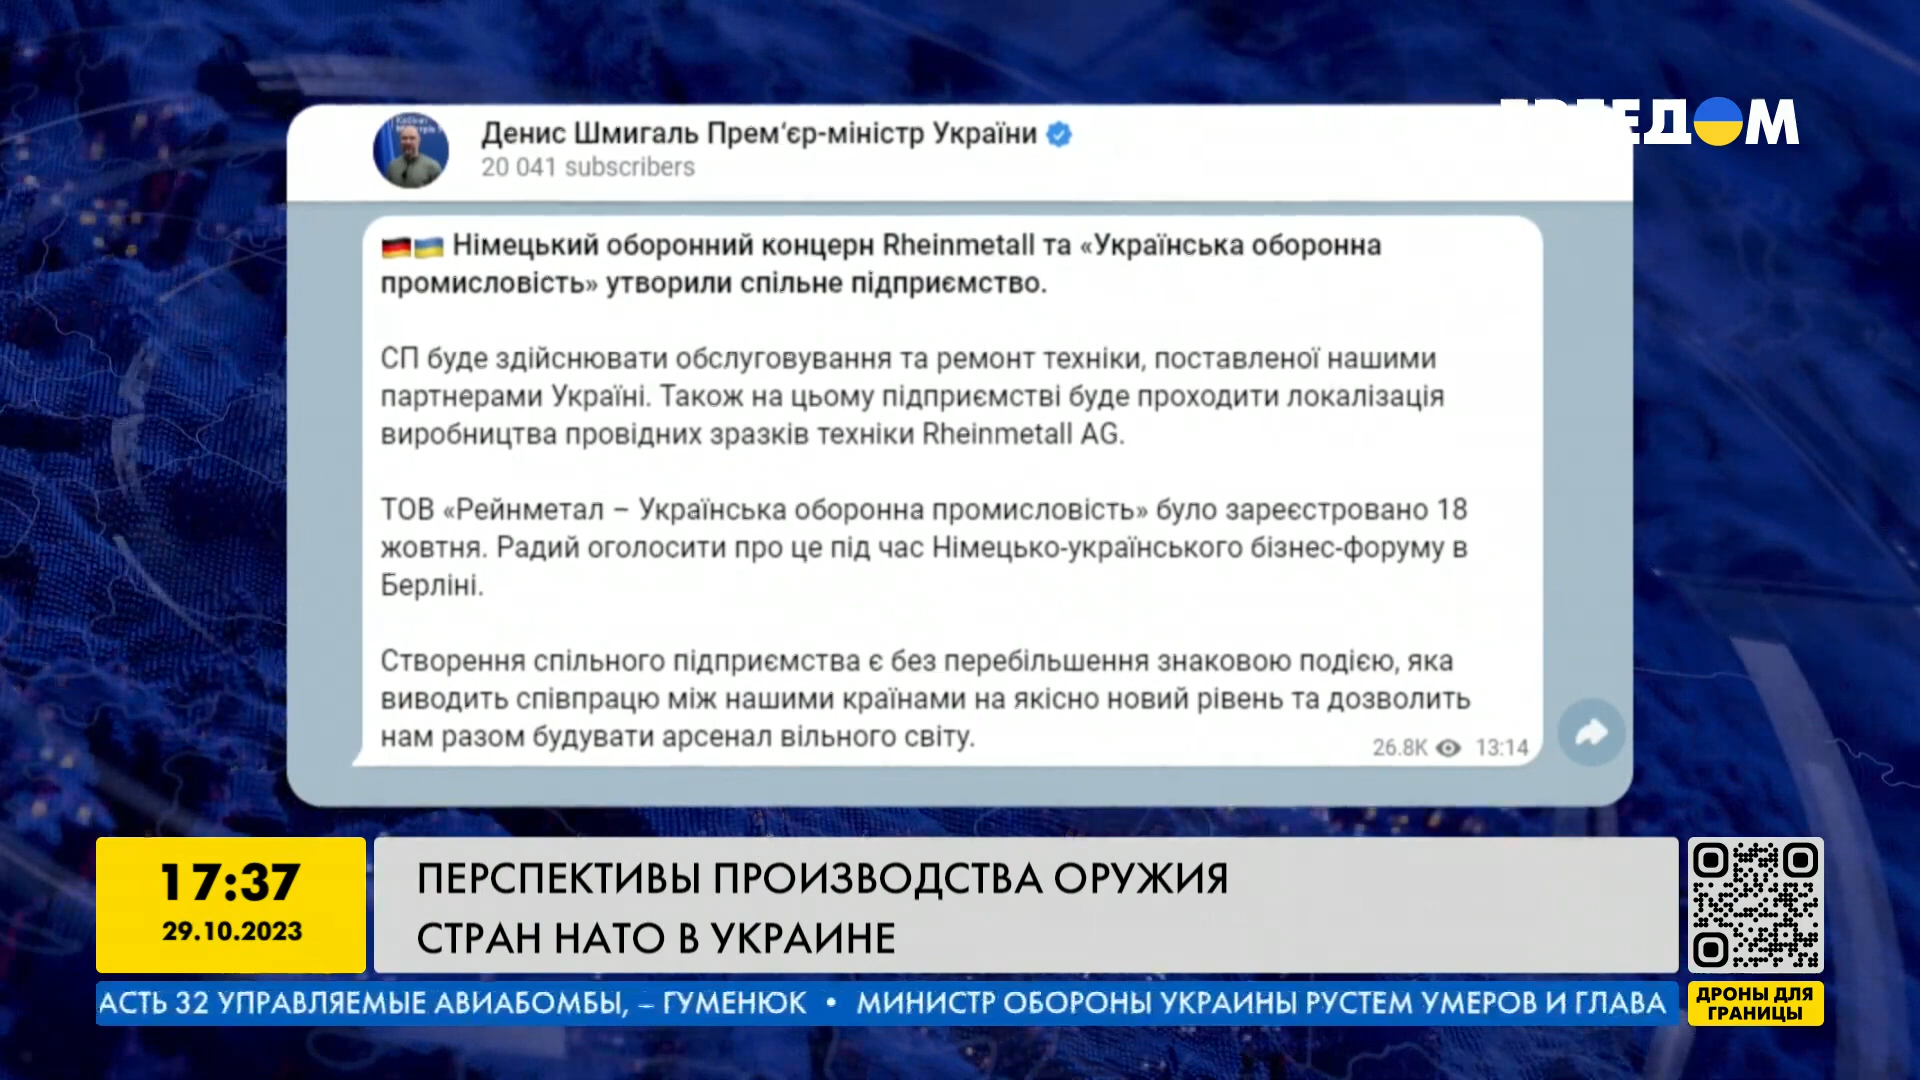 Денис Шмигаль Прем‘єр-міністр України
20 041 subscribers
Німецький оборонний концерн Rheinmetall та «Українська оборонна
промисловість» утворили спільне підприємство.
СП буде здійснювати обслуговування та ремонт техніки, поставленої нашими
партнерами Україні. Також на цьому підприємстві буде проходити локалізація
виробництва провідних зразків техніки Rheinmetall AG.
ТОВ «Рейнметал – Українська оборонна промисловість» було зареєстровано 18
жовтня. Радий оголосити про це під час Німецько-українського бізнес-форуму в
Берліні.
Створення спільного підприємства є без перебільшення знаковою подією, яка
виводить співпрацю між нашими країнами на якісно новий рівень та дозволить
нам разом будувати арсенал вільного світу.
26.8K 13:14
17:37
29.10.2023
ПЕРСПЕКТИВЫ ПРОИЗВОДСТВА ОРУЖИЯ
СТРАН НАТО В УКРАИНЕ
АСТЬ 32 УПРАВЛЯЕМЫЕ АВИАБОМБЫ, – ГУМЕНЮК • МИНИСТР ОБОРОНЫ УКРАИНЫ РУСТЕМ УМЕРОВ И ГЛАВА
ДРОНЫ ДЛЯ
ГРАНИЦЫ